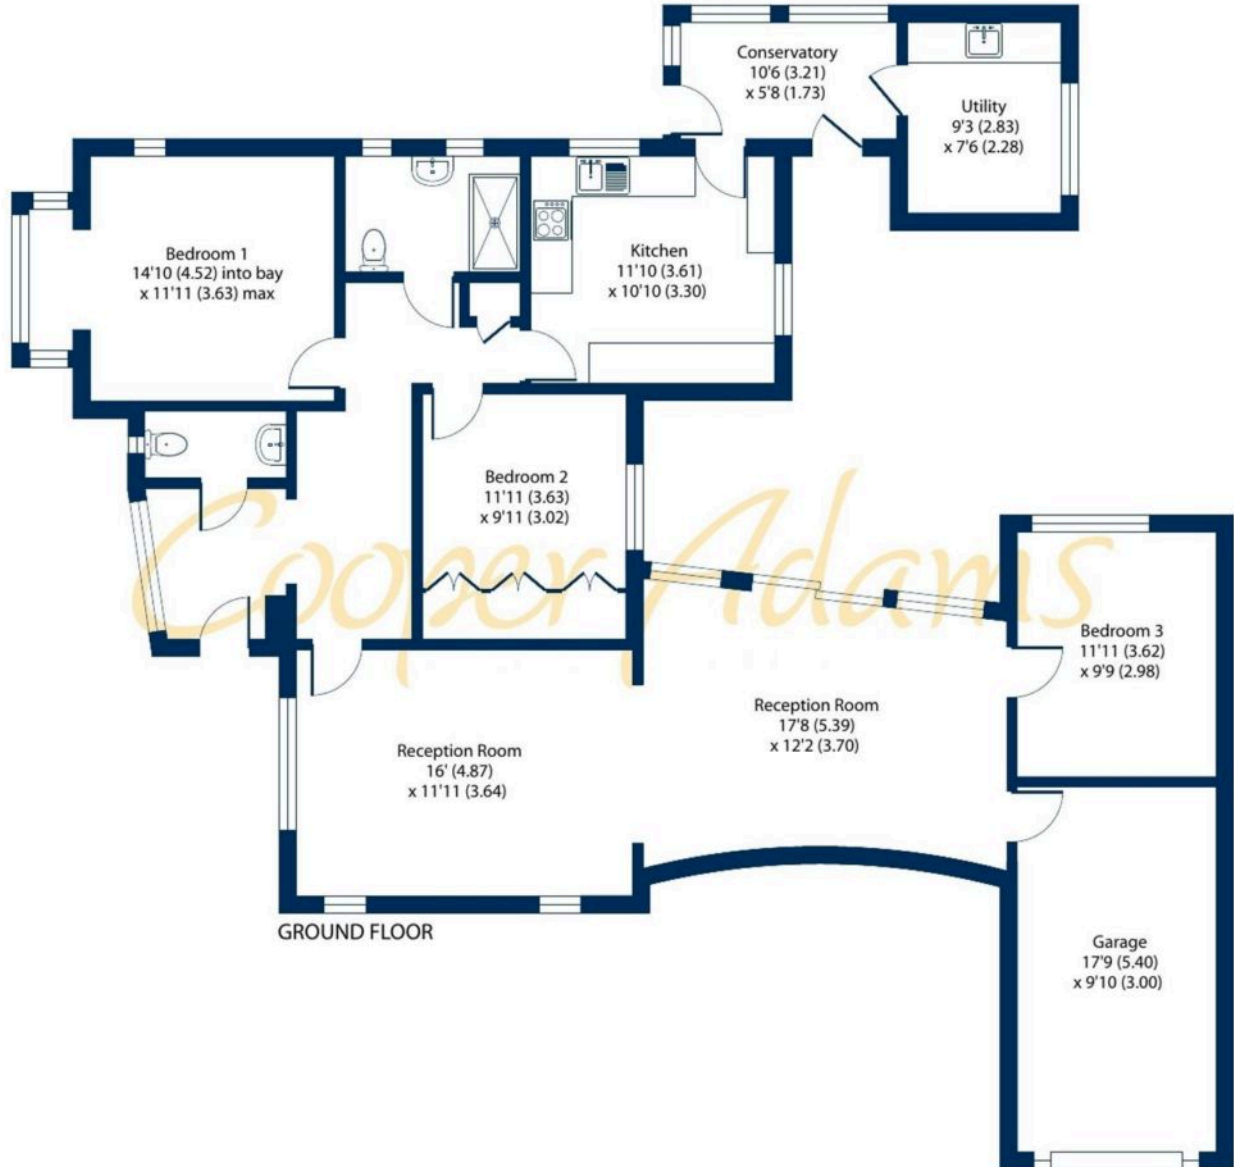 Conservatory
10'6 (3.21)
x 5'8 (1.73)
Utility
9'3 (2.83)
x 7'6 (2.28)
Bedroom 1
14'10 (4.52) into bay
x 11'11 (3.63) max
Kitchen
11'10 (3.61)
x 10'10 (3.30)
Bedroom 2
11'11 (3.63)
x 9'11 (3.02)
Cooper Adams
Bedroom 3
11'11 (3.62)
x 9'9 (2.98)
Reception Room
17'8 (5.39)
x 12'2 (3.70)
Reception Room
16' (4.87)
x 11'11 (3.64)
GROUND FLOOR
Garage
17'9 (5.40)
x 9'10 (3.00)